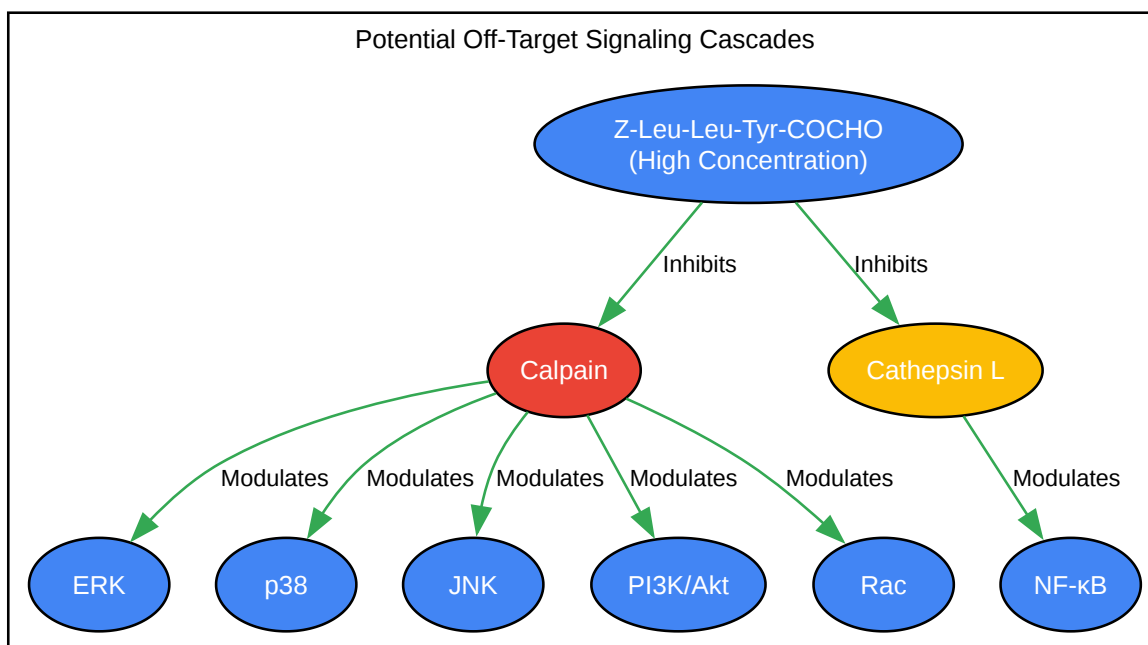 Potential Off-Target Signaling Cascades
Z-Leu-Leu-Tyr-COCHO
(High Concentration)
Inhibits
Inhibits
Calpain
Cathepsin L
Modulates
Modulates
Modulates
Modulates
Modulates
Modulates
ERK
p38
JNK
PI3K/Akt
Rac
NF-κB